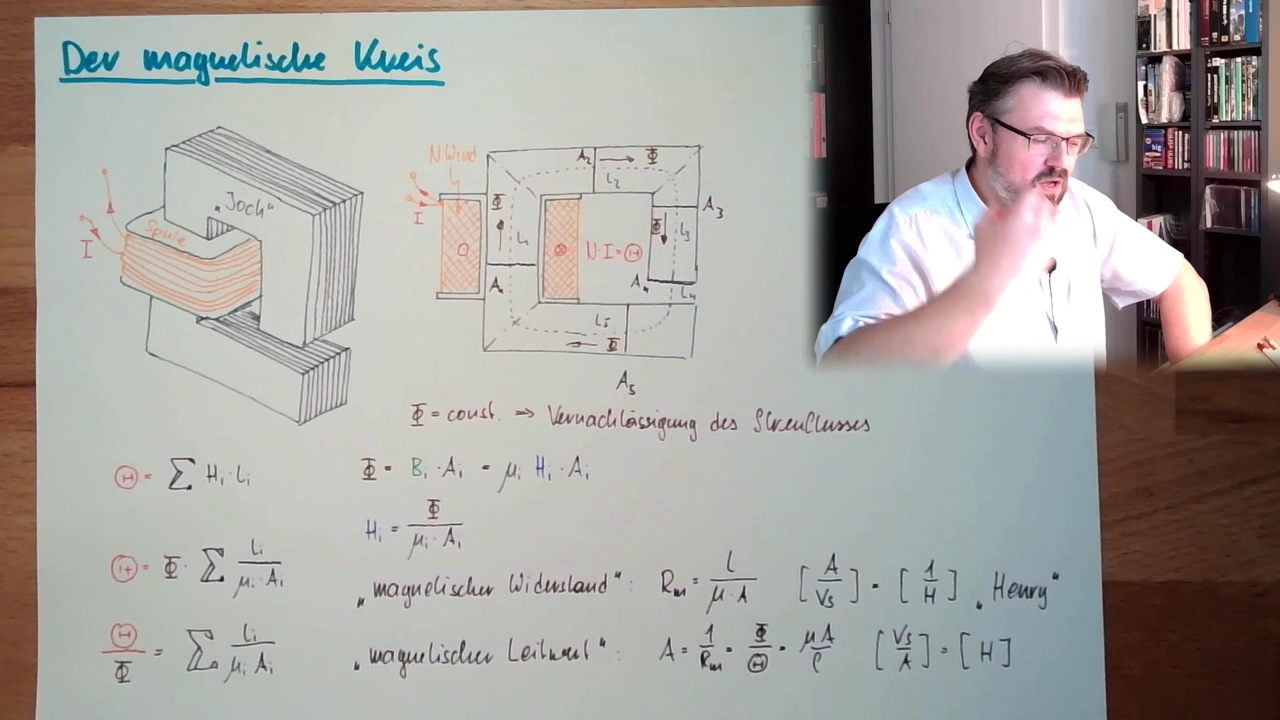 Der magnetische Kreis
N Wind
A₂ → Φ
L₂
„Joch“
I
Φ
A₃
Spule
Φ
L₃
I
L₁
N·I=Θ
A₁
A₄
L₄
L₅
Φ
A₅
Φ = const. ⇒ Vernachlässigung des Streuflusses
Θ = ∑ Hᵢ·Lᵢ
Φ = Bᵢ·Aᵢ = μᵢ Hᵢ·Aᵢ
Hᵢ = Φ / μᵢ·Aᵢ
Θ = Φ · ∑ Lᵢ / μᵢ·Aᵢ
„magnetischer Widerstand“: Rₘ = L / μ·A [A / Vs] = [1 / H] „Henry“
Θ / Φ = ∑ Lᵢ / μᵢ Aᵢ
„magnetischer Leitwert“: Λ = 1 / Rₘ = Φ / Θ = μA / ℓ [Vs / A] = [H]